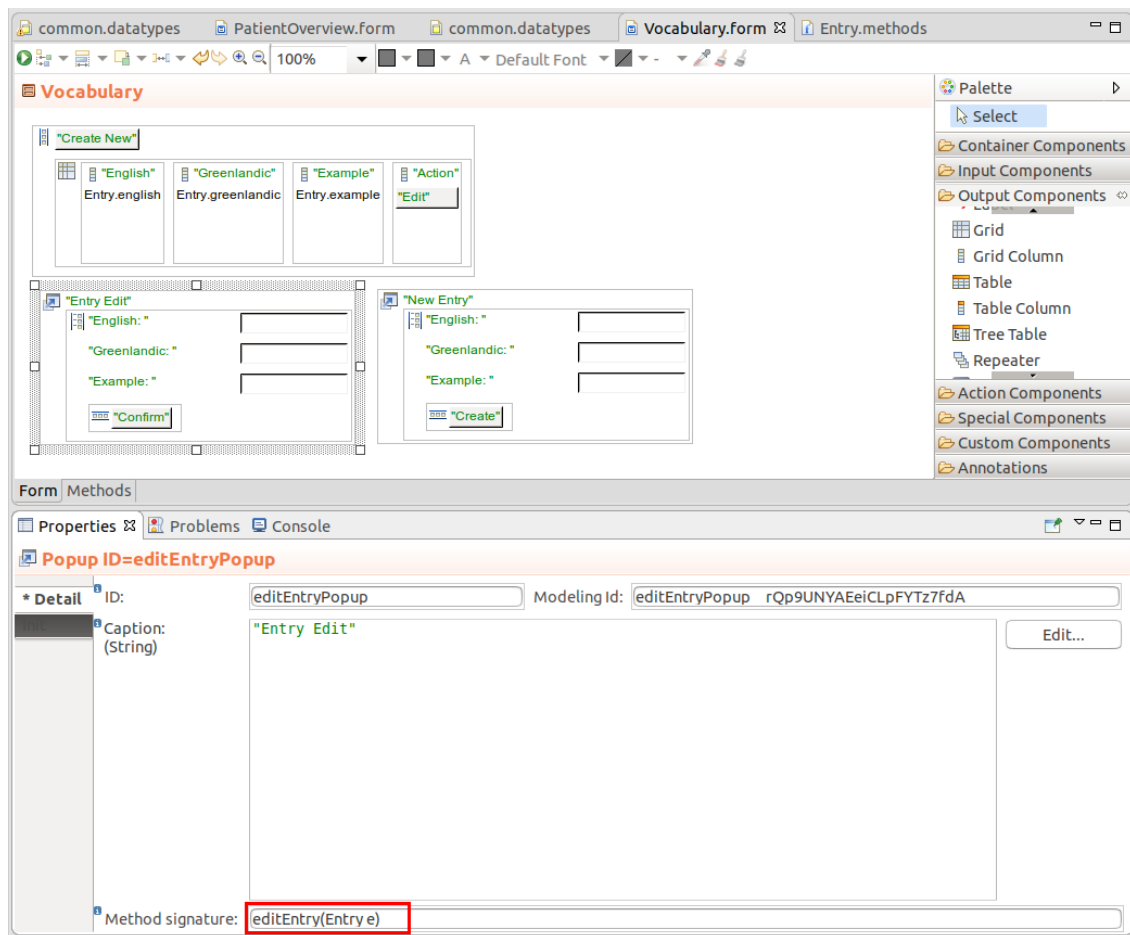 common.datatypes PatientOverview.form common.datatypes Vocabulary.form Entry.methods
100% A Default Font -
Vocabulary
Palette
Select
Container Components
Input Components
Output Components
Grid
Grid Column
Table
Table Column
Tree Table
Repeater
Action Components
Special Components
Custom Components
Annotations
"Create New"
"English" "Greenlandic" "Example" "Action"
Entry.english Entry.greenlandic Entry.example "Edit"
"Entry Edit"
"English: "
"Greenlandic: "
"Example: "
"Confirm"
"New Entry"
"English: "
"Greenlandic: "
"Example: "
"Create"
Form Methods
Properties Problems Console
Popup ID=editEntryPopup
* Detail
Init
ID: editEntryPopup Modeling Id: editEntryPopup rQp9UNYAEeiCLpFYTz7fdA
Caption: "Entry Edit" Edit...
(String)
Method signature: editEntry(Entry e)